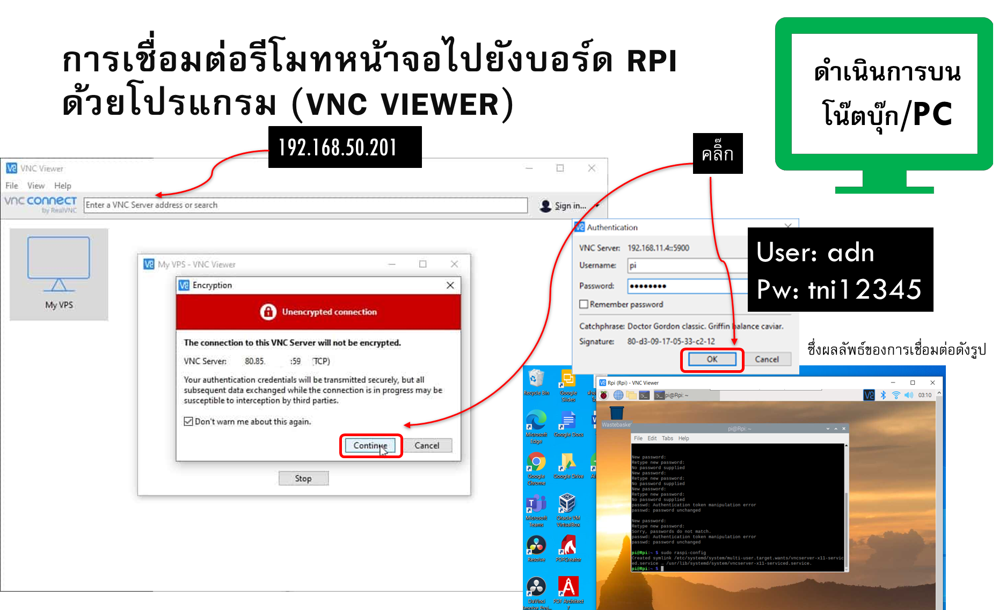 การเชื่อมต่อรีโมทหน้าจอไปยังบอร์ด RPI
ด้วยโปรแกรม (VNC VIEWER)
ดำเนินการบน
โน๊ตบุ๊ก/PC
192.168.50.201
คลิ๊ก
VNC Viewer
File View Help
vnc connect
by RealVNC
Enter a VNC Server address or search
Sign in...
My VPS
My VPS - VNC Viewer
Encryption
Unencrypted connection
The connection to this VNC Server will not be encrypted.
VNC Server: 80.85. :59 TCP)
Your authentication credentials will be transmitted securely, but all
subsequent data exchanged while the connection is in progress may be
susceptible to interception by third parties.
Don't warn me about this again.
Continue Cancel
Stop
Authentication
VNC Server: 192.168.11.4::5900
Username: pi
Password:
Remember password
Catchphrase: Doctor Gordon classic. Griffin balance caviar.
Signature: 80-d3-09-17-05-33-c2-12
OK Cancel
User: adn
Pw: tni12345
ซึ่งผลลัพธ์ของการเชื่อมต่อดังรูป
Recycle Bin
Google
Slides
Microsoft
Edge
Google Docs
Google
Chrome
Google Drive
Microsoft
Teams
Oracle VM
VirtualBox
Resolve
PDFCreator
DaVinci
Resolve Proj...
PDF Architect
7
Rpi (Rpi) - VNC Viewer
pi@Rpi: ~
03:10
Wastebasket
pi@Rpi: ~
File Edit Tabs Help
New password:
Retype new password:
No password supplied
New password:
Retype new password:
No password supplied
New password:
Retype new password:
No password supplied
passwd: Authentication token manipulation error
passwd: password unchanged
New password:
Retype new password:
Sorry, passwords do not match.
passwd: Authentication token manipulation error
passwd: password unchanged
pi@Rpi:~ $ sudo raspi-config
Created symlink /etc/systemd/system/multi-user.target.wants/vncserver-x11-servic
ed.service → /usr/lib/systemd/system/vncserver-x11-serviced.service.
pi@Rpi:~ $